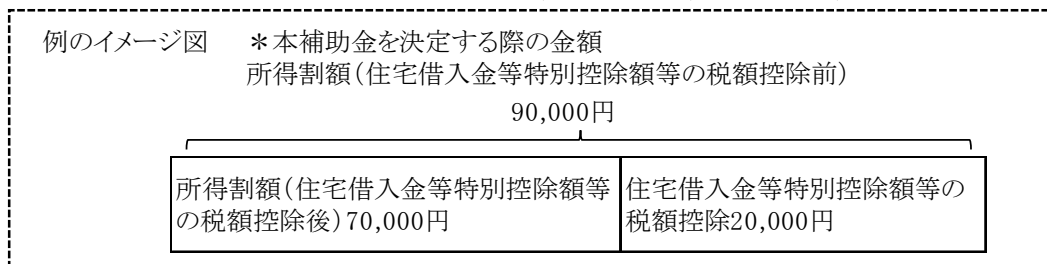 例のイメージ図　＊本補助金を決定する際の金額
所得割額（住宅借入金等特別控除額等の税額控除前）
90,000円
所得割額（住宅借入金等特別控除額等
の税額控除後）70,000円
住宅借入金等特別控除額等の
税額控除20,000円